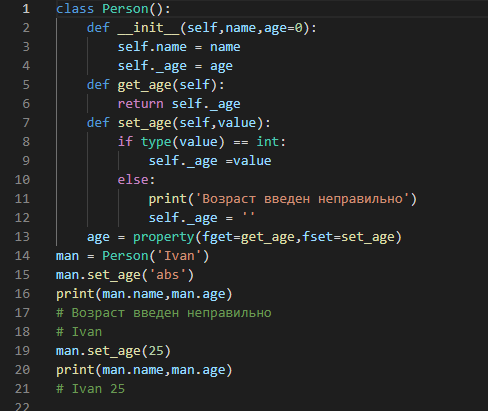 1 class Person():
2     def __init__(self,name,age=0):
3         self.name = name
4         self._age = age
5     def get_age(self):
6         return self._age
7     def set_age(self,value):
8         if type(value) == int:
9             self._age =value
10         else:
11             print('Возраст введен неправильно')
12             self._age = ''
13     age = property(fget=get_age,fset=set_age)
14 man = Person('Ivan')
15 man.set_age('abs')
16 print(man.name,man.age)
17 # Возраст введен неправильно
18 # Ivan
19 man.set_age(25)
20 print(man.name,man.age)
21 # Ivan 25
22